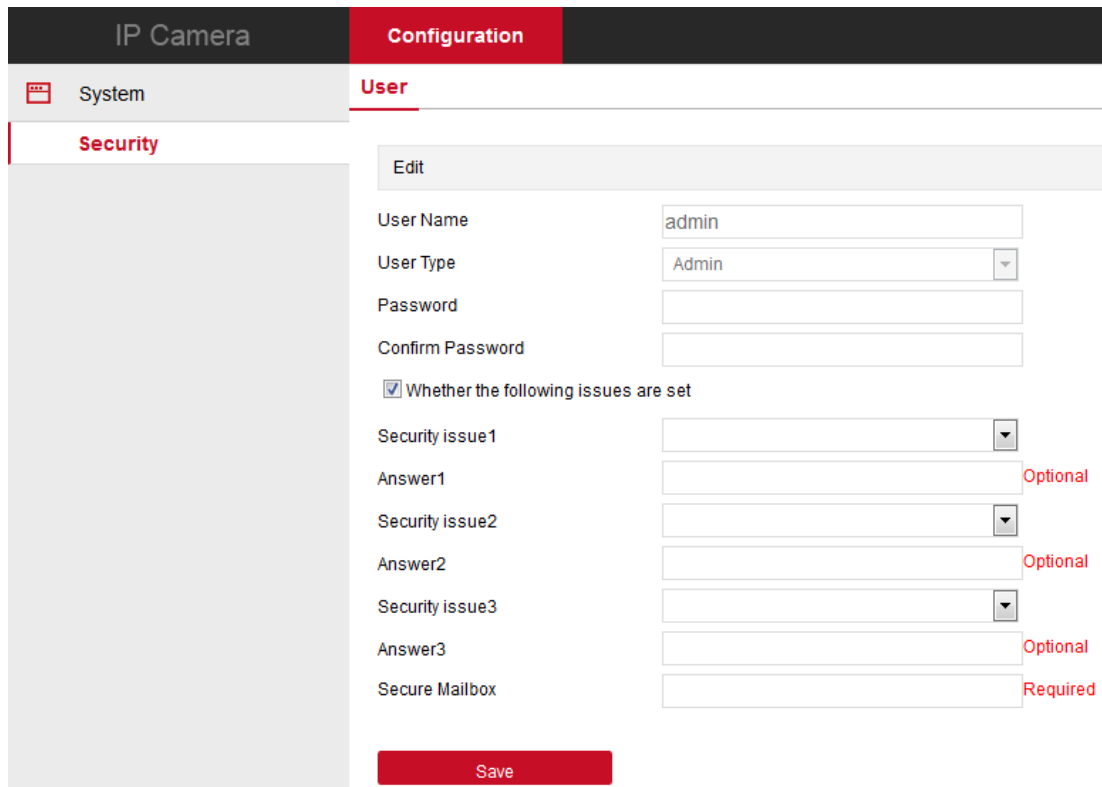 IP Camera
Configuration
System
User
Security
Edit
User Name
admin
User Type
Admin
Password
Confirm Password
Whether the following issues are set
Security issue1
Answer1
Optional
Security issue2
Answer2
Optional
Security issue3
Answer3
Optional
Secure Mailbox
Required
Save